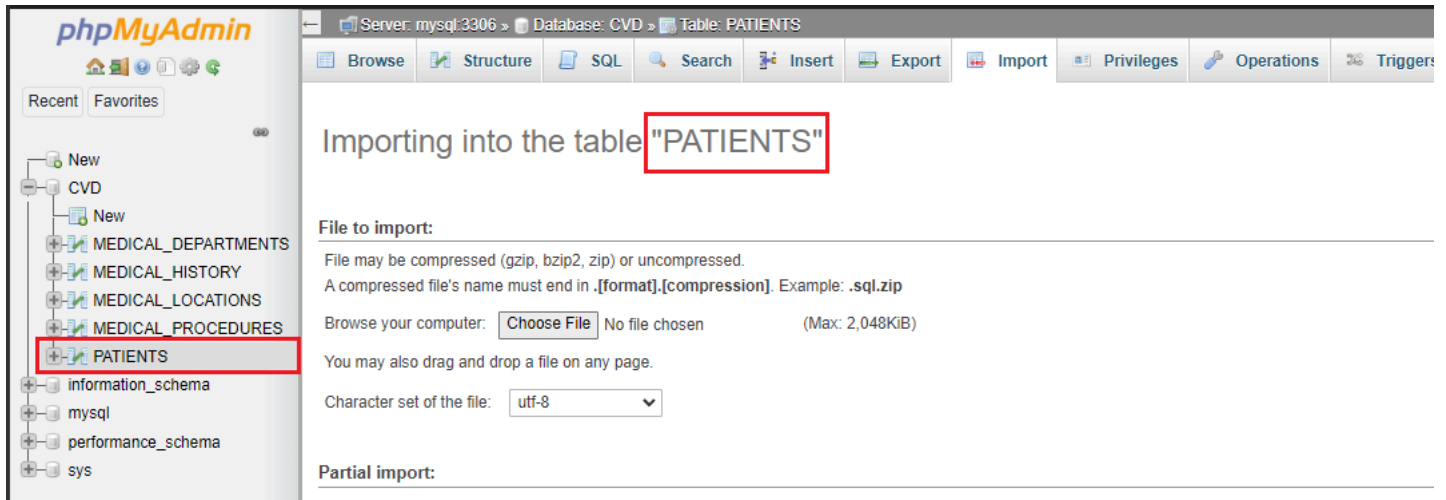 phpMyAdmin
Recent Favorites
New
CVD
New
MEDICAL_DEPARTMENTS
MEDICAL_HISTORY
MEDICAL_LOCATIONS
MEDICAL_PROCEDURES
PATIENTS
information_schema
mysql
performance_schema
sys
Server: mysql:3306 » Database: CVD » Table: PATIENTS
Browse Structure SQL Search Insert Export Import Privileges Operations Triggers
Importing into the table "PATIENTS"
File to import:
File may be compressed (gzip, bzip2, zip) or uncompressed.
A compressed file's name must end in .[format].[compression]. Example: .sql.zip
Browse your computer: Choose File No file chosen (Max: 2,048KiB)
You may also drag and drop a file on any page.
Character set of the file: utf-8
Partial import: